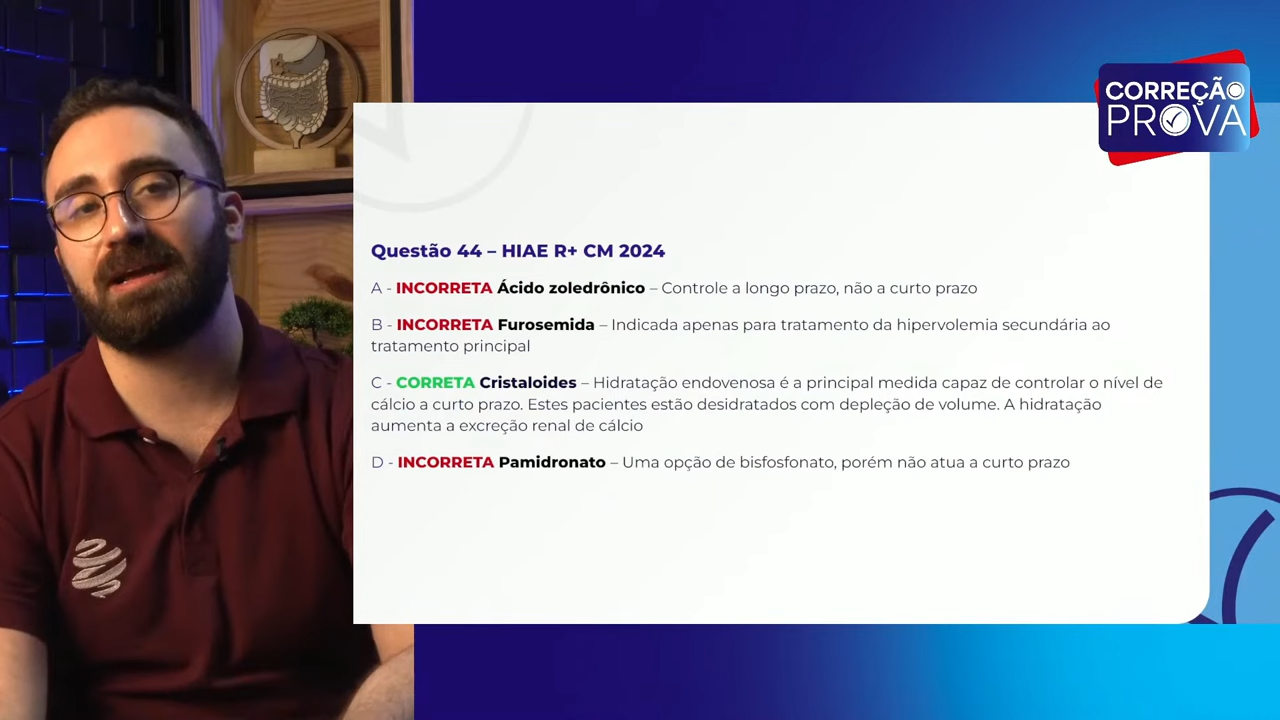 CORREÇÃO
PROVA
Questão 44 – HIAE R+ CM 2024
A - INCORRETA Ácido zoledrônico – Controle a longo prazo, não a curto prazo
B - INCORRETA Furosemida – Indicada apenas para tratamento da hipervolemia secundária ao
tratamento principal
C - CORRETA Cristaloides – Hidratação endovenosa é a principal medida capaz de controlar o nível de
cálcio a curto prazo. Estes pacientes estão desidratados com depleção de volume. A hidratação
aumenta a excreção renal de cálcio
D - INCORRETA Pamidronato – Uma opção de bisfosfonato, porém não atua a curto prazo